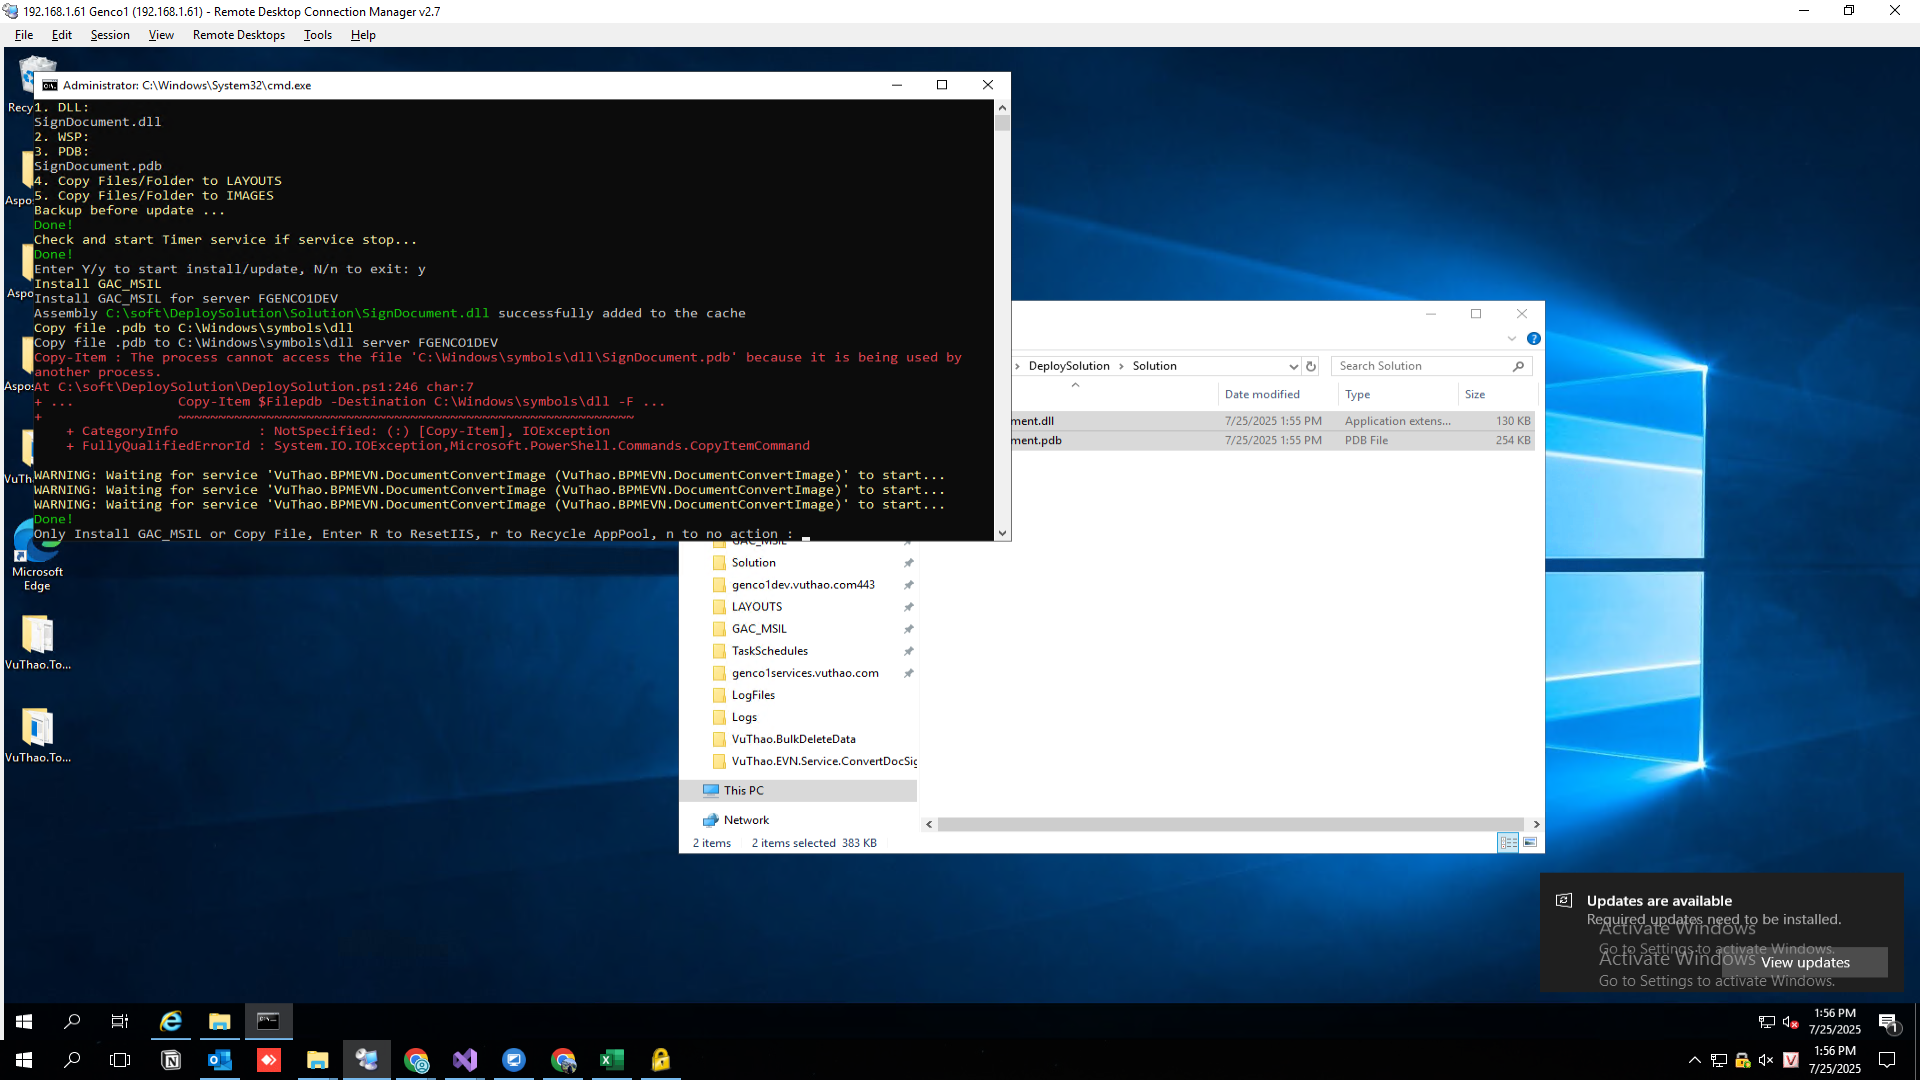 192.168.1.61 Genco1 (192.168.1.61) - Remote Desktop Connection Manager v2.7
File Edit Session View Remote Desktops Tools Help
Administrator: C:\Windows\System32\cmd.exe
1. DLL:
SignDocument.dll
2. WSP:
3. PDB:
SignDocument.pdb
4. Copy Files/Folder to LAYOUTS
5. Copy Files/Folder to IMAGES
Backup before update ...
Done!
Check and start Timer service if service stop...
Done!
Enter Y/y to start install/update, N/n to exit: y
Install GAC_MSIL
Install GAC_MSIL for server FGENCO1DEV
Assembly C:\soft\DeploySolution\Solution\SignDocument.dll successfully added to the cache
Copy file .pdb to C:\Windows\symbols\dll
Copy file .pdb to C:\Windows\symbols\dll server FGENCO1DEV
Copy-Item : The process cannot access the file 'C:\Windows\symbols\dll\SignDocument.pdb' because it is being used by
another process.
At C:\soft\DeploySolution\DeploySolution.ps1:246 char:7
+ ... Copy-Item $Filepdb -Destination C:\Windows\symbols\dll -F ...
+ ~~~~~~~~~~~~~~~~~~~~~~~~~~~~~~~~~~~~~~~~~~~~~~~~~~~~~~~~~
+ CategoryInfo : NotSpecified: (:) [Copy-Item], IOException
+ FullyQualifiedErrorId : System.IO.IOException,Microsoft.PowerShell.Commands.CopyItemCommand
WARNING: Waiting for service 'VuThao.BPMEVN.DocumentConvertImage (VuThao.BPMEVN.DocumentConvertImage)' to start...
WARNING: Waiting for service 'VuThao.BPMEVN.DocumentConvertImage (VuThao.BPMEVN.DocumentConvertImage)' to start...
WARNING: Waiting for service 'VuThao.BPMEVN.DocumentConvertImage (VuThao.BPMEVN.DocumentConvertImage)' to start...
Done!
Only Install GAC_MSIL or Copy File, Enter R to ResetIIS, r to Recycle AppPool, n to no action :
Recy
Aspo
Aspo
Aspo
VuTh
Microsoft
Edge
VuThao.To...
VuThao.To...
DeploySolution > Solution
Search Solution
Date modified Type Size
ment.dll 7/25/2025 1:55 PM Application extens... 130 KB
ment.pdb 7/25/2025 1:55 PM PDB File 254 KB
GAC_MSIL
Solution
genco1dev.vuthao.com443
LAYOUTS
GAC_MSIL
TaskSchedules
genco1services.vuthao.com
LogFiles
Logs
VuThao.BulkDeleteData
VuThao.EVN.Service.ConvertDocSig
This PC
Network
2 items 2 items selected 383 KB
Updates are available
Required updates need to be installed.
Activate Windows
Go to Settings to activate Windows.
Activate Windows
View updates
Go to Settings to activate Windows.
1:56 PM
7/25/2025
1
1:56 PM
7/25/2025
V